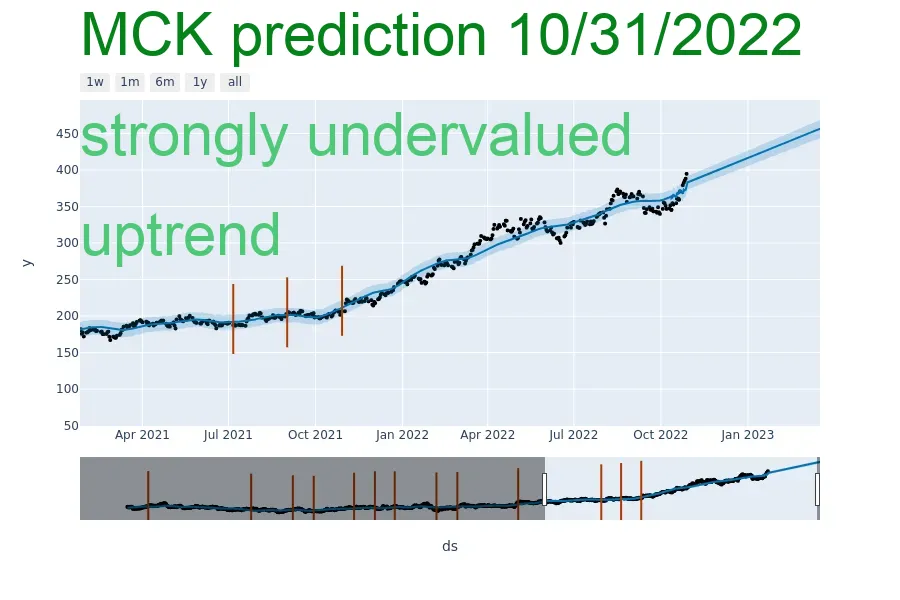 MCK prediction 10/31/2022
1w 1m 6m 1y all
strongly undervalued
uptrend
450
400
350
300
250
200
150
100
50
y
Apr 2021 Jul 2021 Oct 2021 Jan 2022 Apr 2022 Jul 2022 Oct 2022 Jan 2023
ds